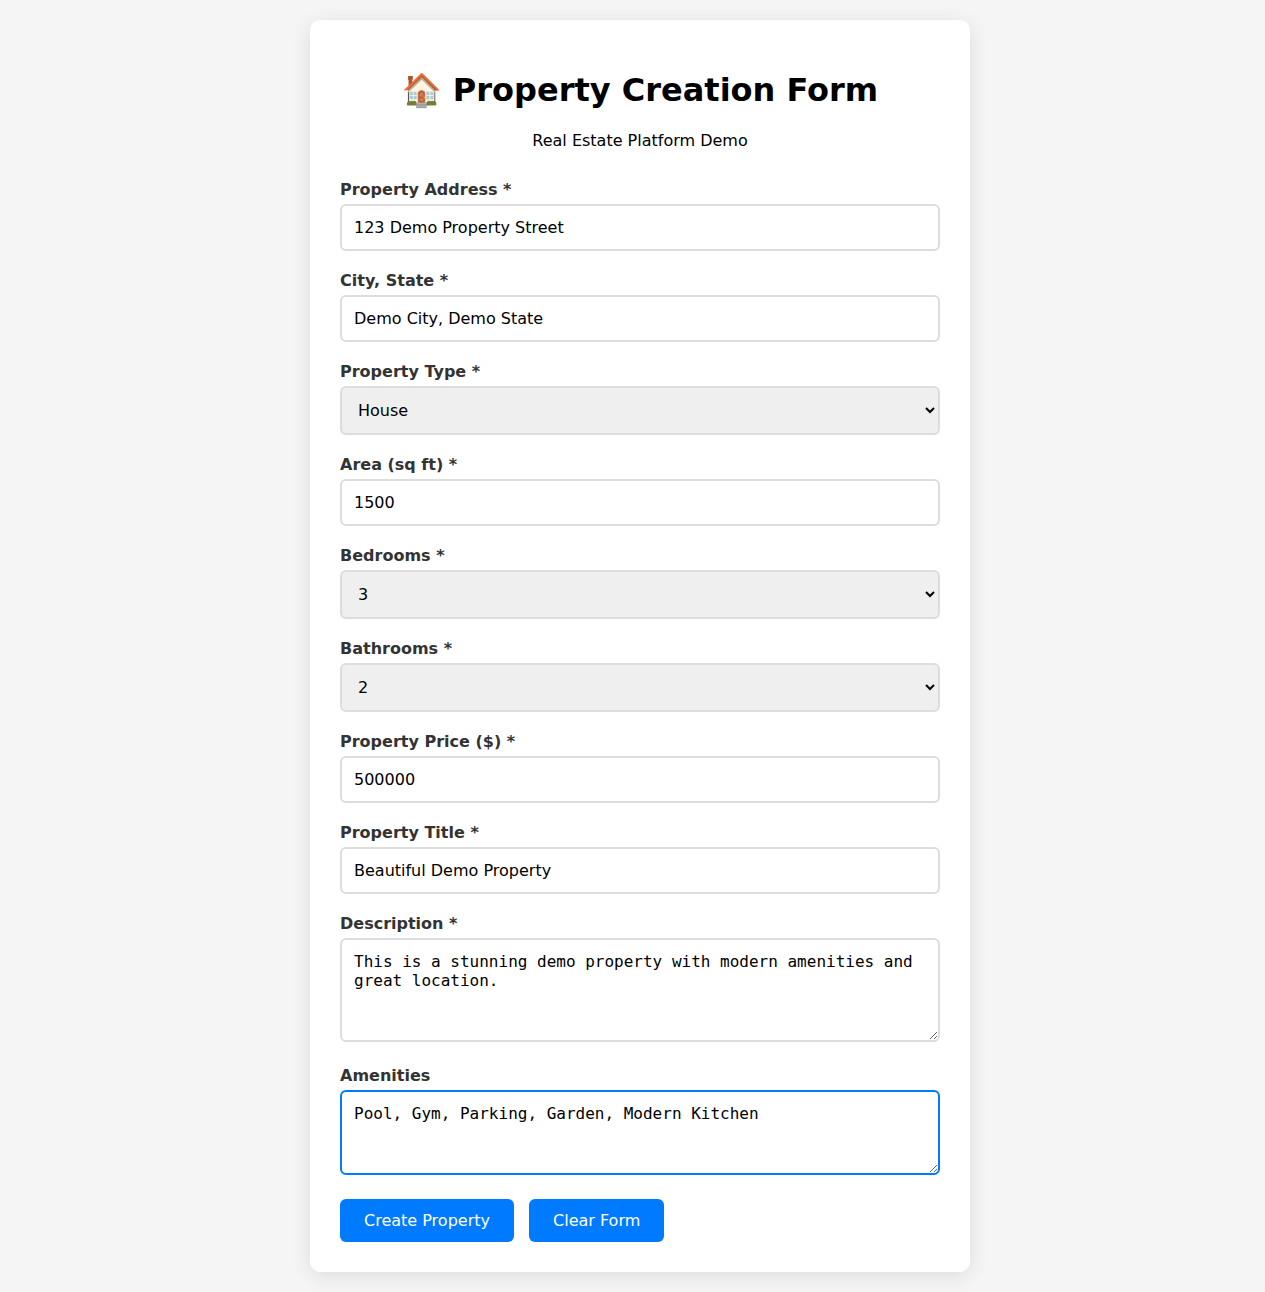 🏠 Property Creation Form
Real Estate Platform Demo
Property Address *
123 Demo Property Street
City, State *
Demo City, Demo State
Property Type *
House
Area (sq ft) *
1500
Bedrooms *
3
Bathrooms *
2
Property Price ($) *
500000
Property Title *
Beautiful Demo Property
Description *
This is a stunning demo property with modern amenities and
great location.
Amenities
Pool, Gym, Parking, Garden, Modern Kitchen
Create Property
Clear Form